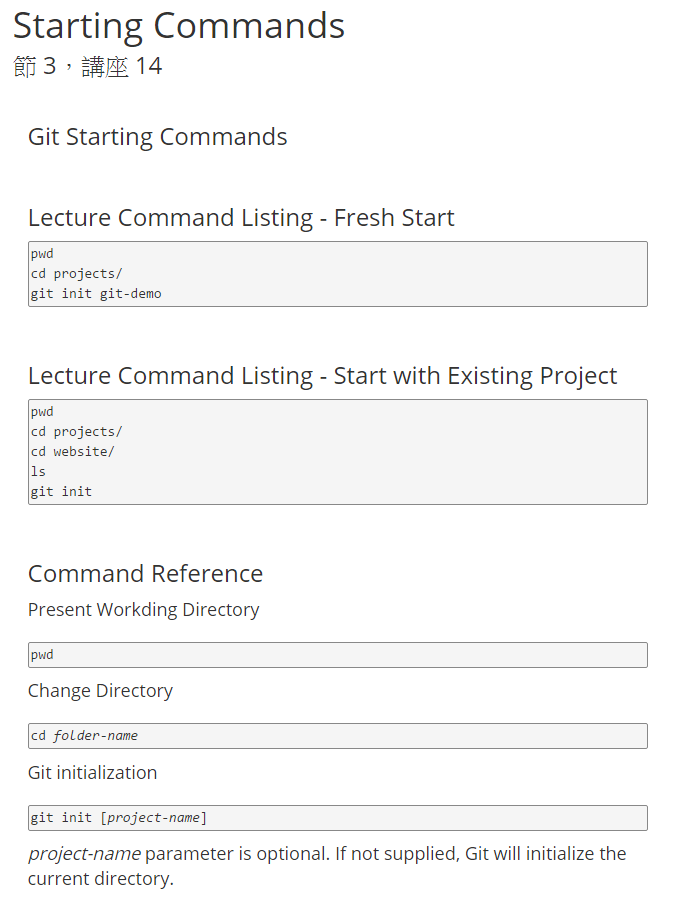 Starting Commands
節 3，講座 14
Git Starting Commands
Lecture Command Listing - Fresh Start
pwd
cd projects/
git init git-demo
Lecture Command Listing - Start with Existing Project
pwd
cd projects/
cd website/
ls
git init
Command Reference
Present Workding Directory
pwd
Change Directory
cd folder-name
Git initialization
git init [project-name]
project-name parameter is optional. If not supplied, Git will initialize the
current directory.